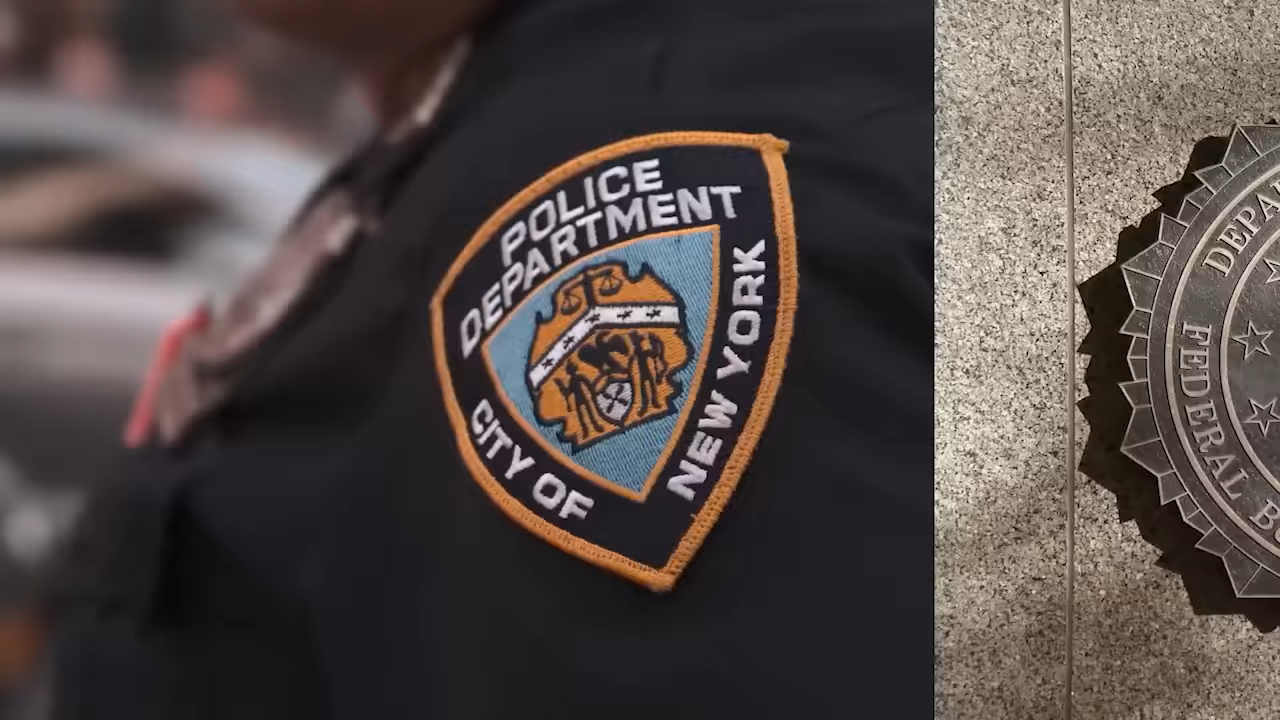 POLICE
DEPARTMENT
CITY OF
NEW YORK
FEDERAL